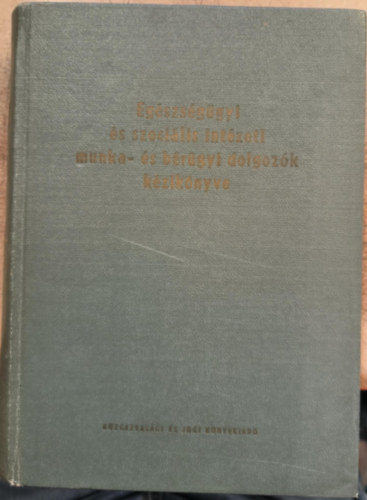 Egészségügyi
és szociális intézeti
munka- és bérügyi dolgozók
kézikönyve
KÖZGAZDASÁGI ÉS JOGI KÖNYVKIADÓ